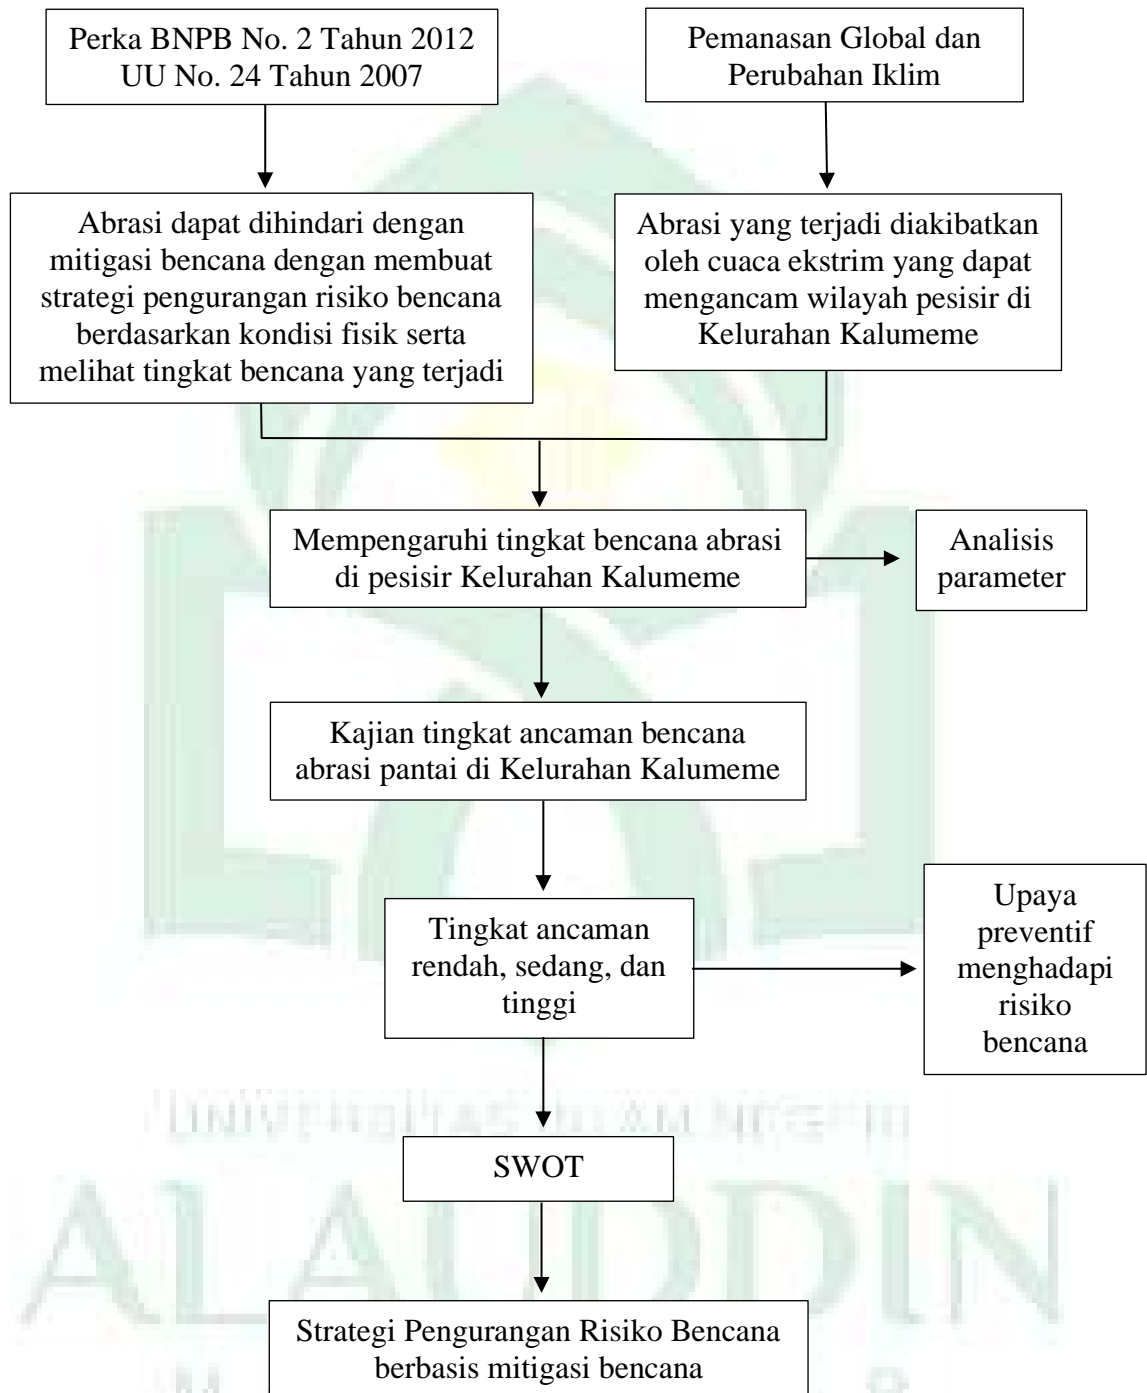 Perka BNPB No. 2 Tahun 2012
UU No. 24 Tahun 2007
Pemanasan Global dan
Perubahan Iklim
Abrasi dapat dihindari dengan
mitigasi bencana dengan membuat
strategi pengurangan risiko bencana
berdasarkan kondisi fisik serta
melihat tingkat bencana yang terjadi
Abrasi yang terjadi diakibatkan
oleh cuaca ekstrim yang dapat
mengancam wilayah pesisir di
Kelurahan Kalumeme
Mempengaruhi tingkat bencana abrasi
di pesisir Kelurahan Kalumeme
Analisis
parameter
Kajian tingkat ancaman bencana
abrasi pantai di Kelurahan Kalumeme
Tingkat ancaman
rendah, sedang, dan
tinggi
Upaya
preventif
menghadapi
risiko
bencana
UNIVERSITAS ISLAM NEGERI
SWOT
ALAUDDIN
Strategi Pengurangan Risiko Bencana
berbasis mitigasi bencana